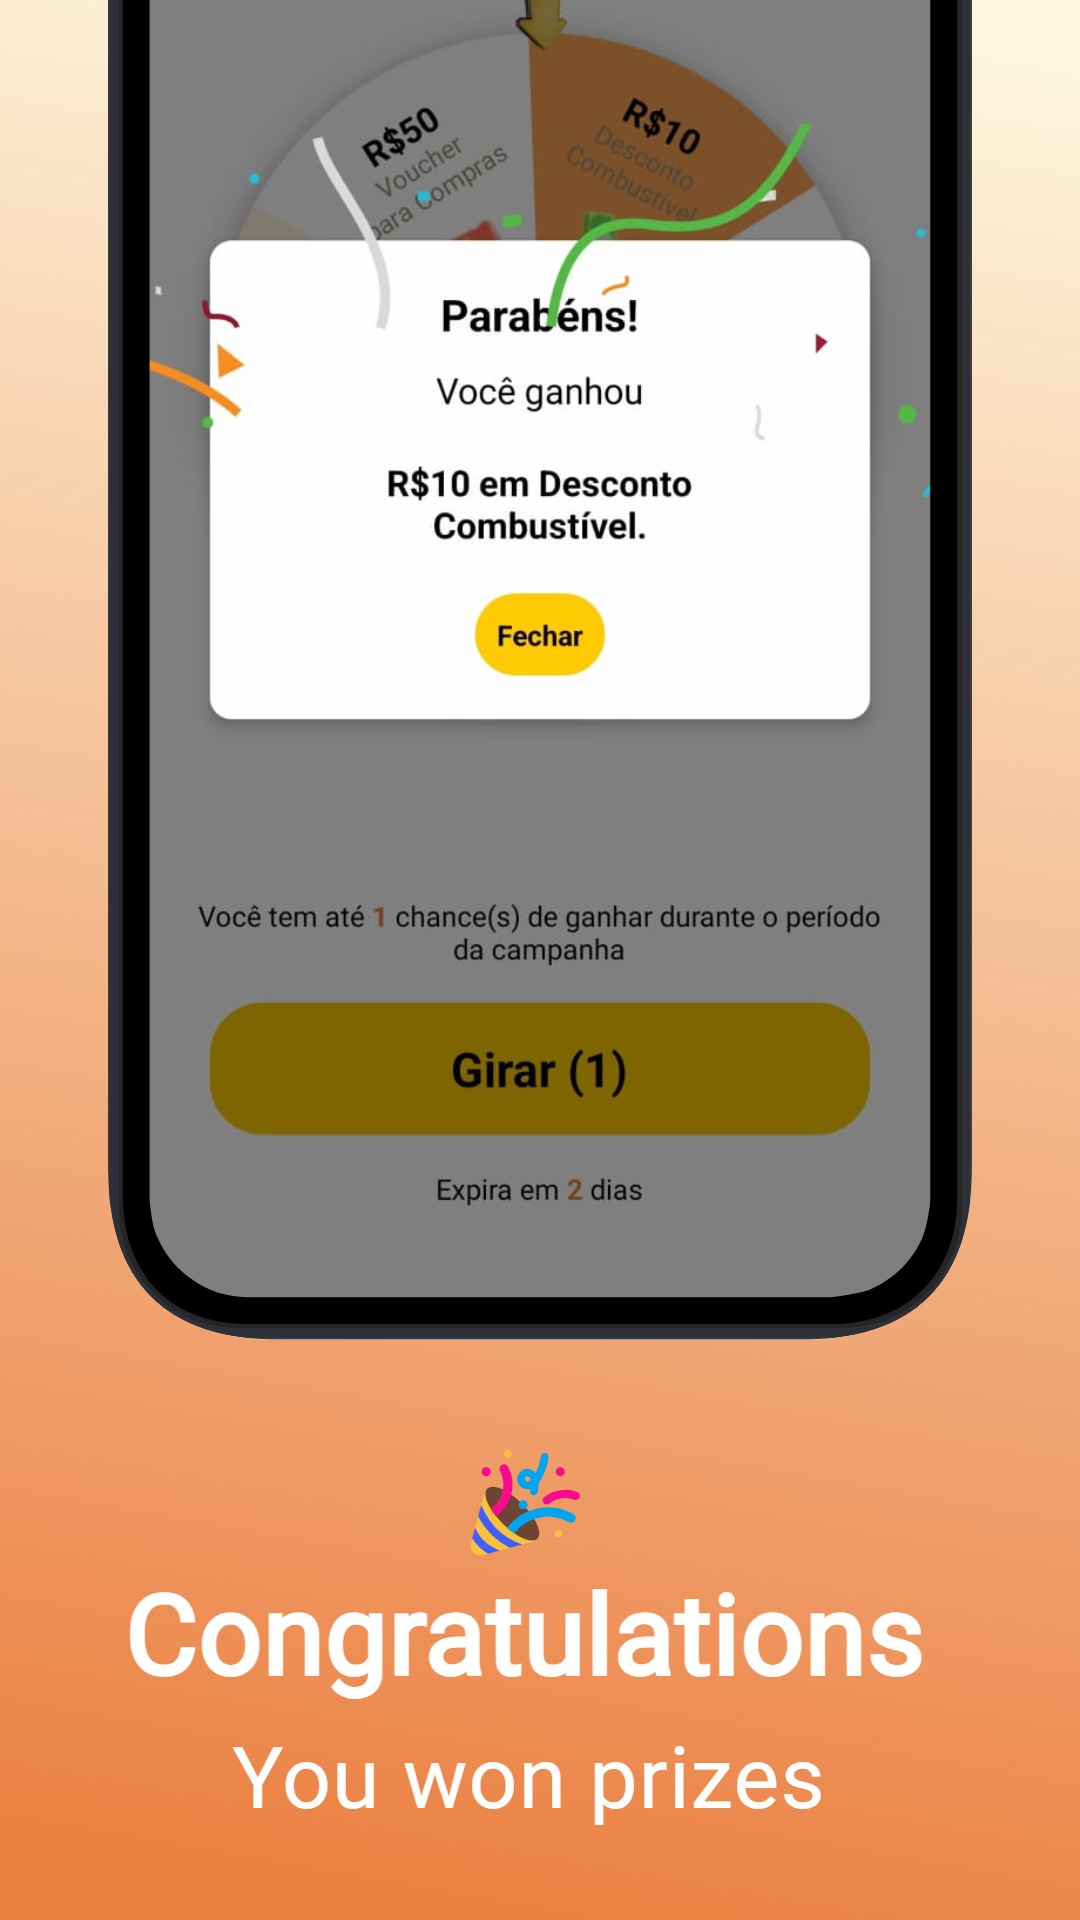 R$50
Voucher
para Compras
R$10
Desconto
Combustível
Parabéns!
Você ganhou
R$10 em Desconto
Combustível.
Fechar
Você tem até 1 chance(s) de ganhar durante o período
da campanha
Girar (1)
Expira em 2 dias
Congratulations
You won prizes